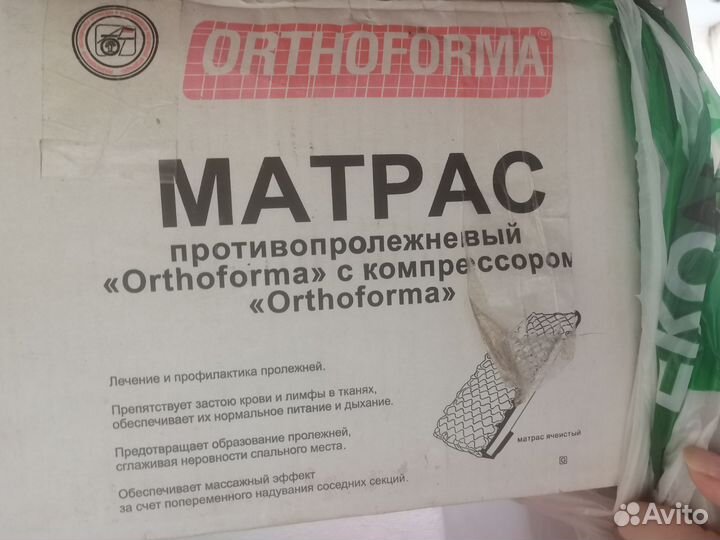 ORTHOFORMA
МАТРАС
противопролежневый
«Orthoforma» с компрессором
«Orthoforma»
Лечение и профилактика пролежней.
Препятствует застою крови и лимфы в тканях,
обеспечивает их нормальное питание и дыхание.
Предотвращает образование пролежней,
сглаживая неровности спального места.
Обеспечивает массажный эффект
за счет попеременного надувания соседних секций.
матрас ячеистый
Avito